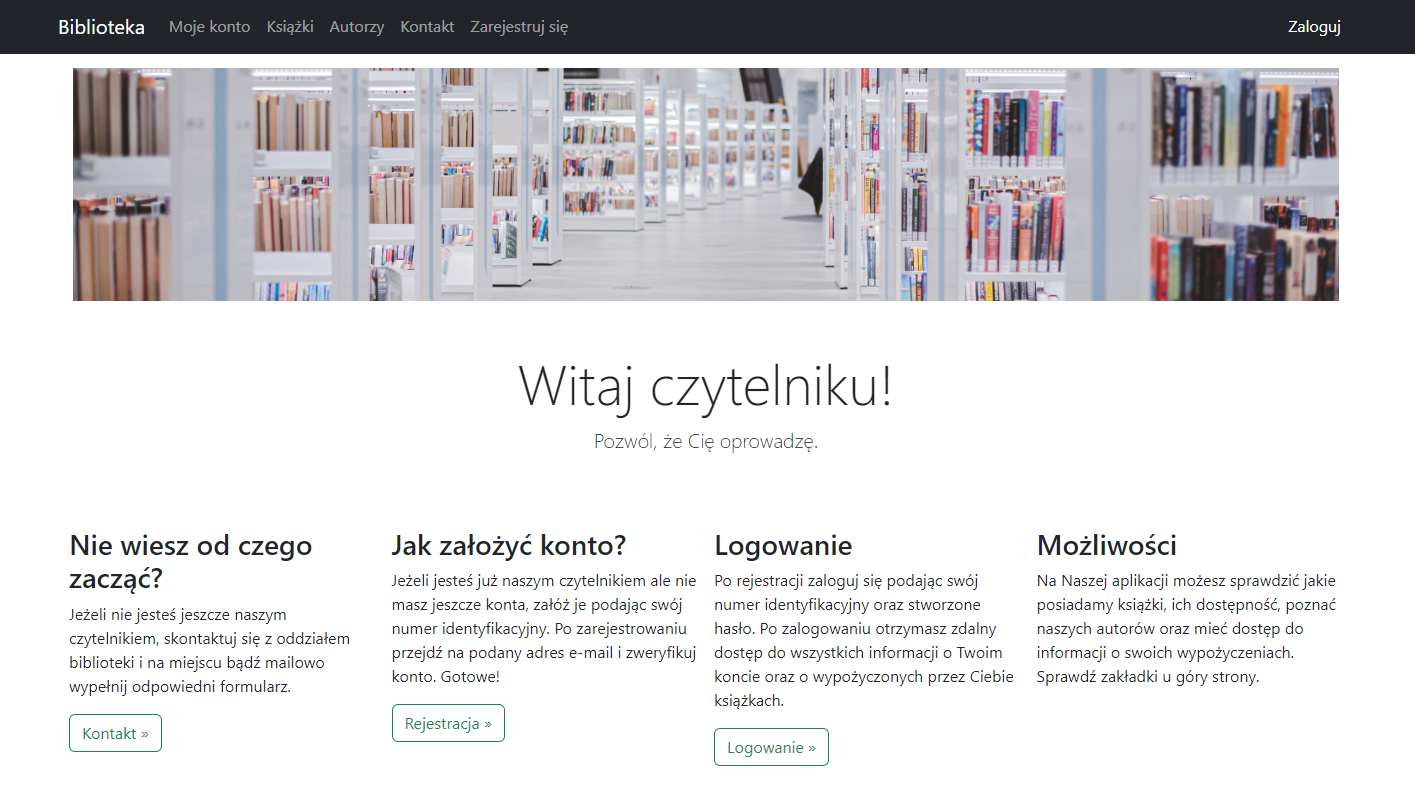 Biblioteka Moje konto Książki Autorzy Kontakt Zarejestruj się Zaloguj
Witaj czytelniku!
Pozwól, że Cię oprowadzę.
Nie wiesz od czego
zacząć?
Jeżeli nie jesteś jeszcze naszym
czytelnikiem, skontaktuj się z oddziałem
biblioteki i na miejscu bądź mailowo
wypełnij odpowiedni formularz.
Kontakt »
Jak założyć konto?
Jeżeli jesteś już naszym czytelnikiem ale nie
masz jeszcze konta, załóż je podając swój
numer identyfikacyjny. Po zarejestrowaniu
przejdź na podany adres e-mail i zweryfikuj
konto. Gotowe!
Rejestracja »
Logowanie
Po rejestracji zaloguj się podając swój
numer identyfikacyjny oraz stworzone
hasło. Po zalogowaniu otrzymasz zdalny
dostęp do wszystkich informacji o Twoim
koncie oraz o wypożyczonych przez Ciebie
książkach.
Logowanie »
Możliwości
Na Naszej aplikacji możesz sprawdzić jakie
posiadamy książki, ich dostępność, poznać
naszych autorów oraz mieć dostęp do
informacji o swoich wypożyczeniach.
Sprawdź zakładki u góry strony.